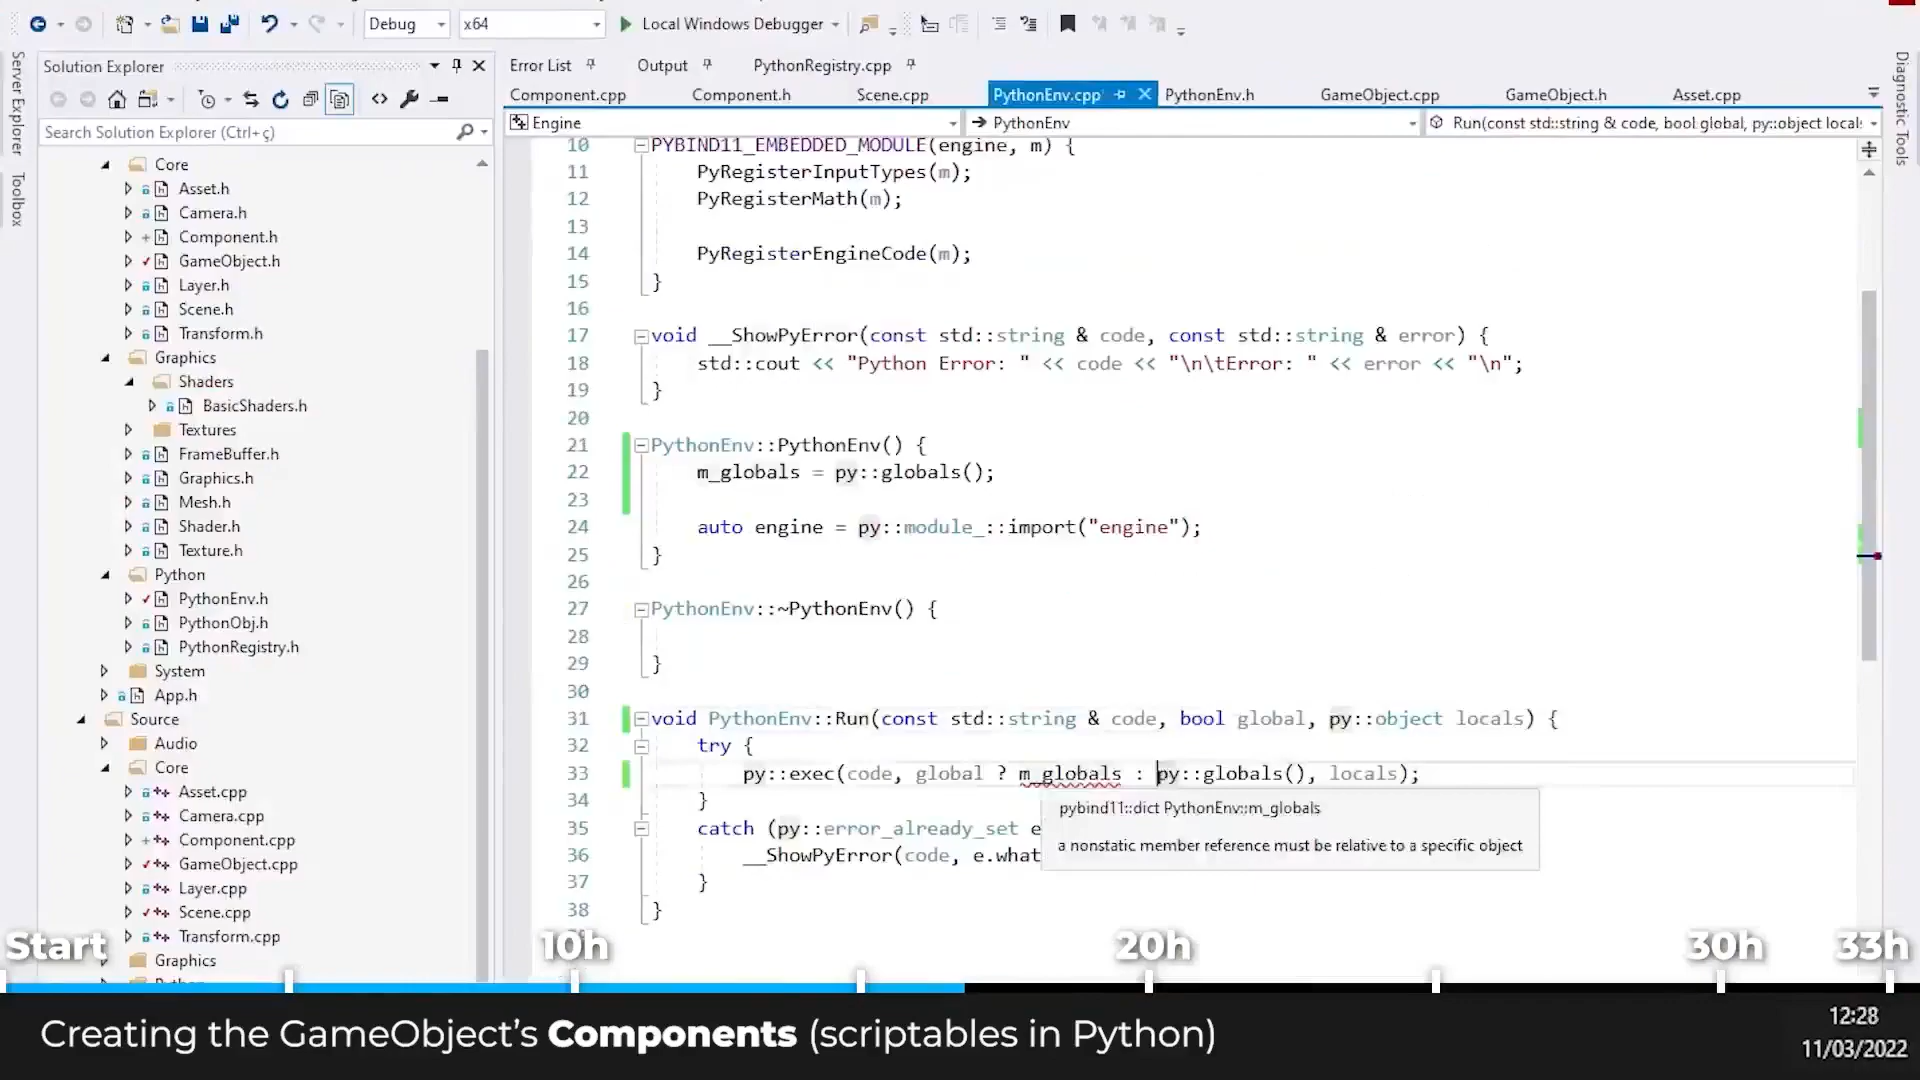 Debug
x64
Local Windows Debugger
Server Explorer
Toolbox
Solution Explorer
Search Solution Explorer (Ctrl+ç)
Core
Asset.h
Camera.h
Component.h
GameObject.h
Layer.h
Scene.h
Transform.h
Graphics
Shaders
BasicShaders.h
Textures
FrameBuffer.h
Graphics.h
Mesh.h
Shader.h
Texture.h
Python
PythonEnv.h
PythonObj.h
PythonRegistry.h
System
App.h
Source
Audio
Core
Asset.cpp
Camera.cpp
Component.cpp
GameObject.cpp
Layer.cpp
Scene.cpp
Transform.cpp
Graphics
Error List Output PythonRegistry.cpp
Component.cpp Component.h Scene.cpp PythonEnv.cpp* PythonEnv.h GameObject.cpp GameObject.h Asset.cpp
Engine PythonEnv Run(const std::string & code, bool global, py::object locals
10 PYBIND11_EMBEDDED_MODULE(engine, m) {
11 PyRegisterInputTypes(m);
12 PyRegisterMath(m);
13
14 PyRegisterEngineCode(m);
15 }
16
17 void __ShowPyError(const std::string & code, const std::string & error) {
18 std::cout << "Python Error: " << code << "\n\tError: " << error << "\n";
19 }
20
21 PythonEnv::PythonEnv() {
22 m_globals = py::globals();
23
24 auto engine = py::module_::import("engine");
25 }
26
27 PythonEnv::~PythonEnv() {
28
29 }
30
31 void PythonEnv::Run(const std::string & code, bool global, py::object locals) {
32 try {
33 py::exec(code, global ? m_globals : py::globals(), locals);
34 }
35 catch (py::error_already_set e
36 __ShowPyError(code, e.what
37 }
38 }
pybind11::dict PythonEnv::m_globals
a nonstatic member reference must be relative to a specific object
Diagnostic Tools
Start 10h 20h 30h 33h
Creating the GameObject's Components (scriptables in Python)
12:28
11/03/2022